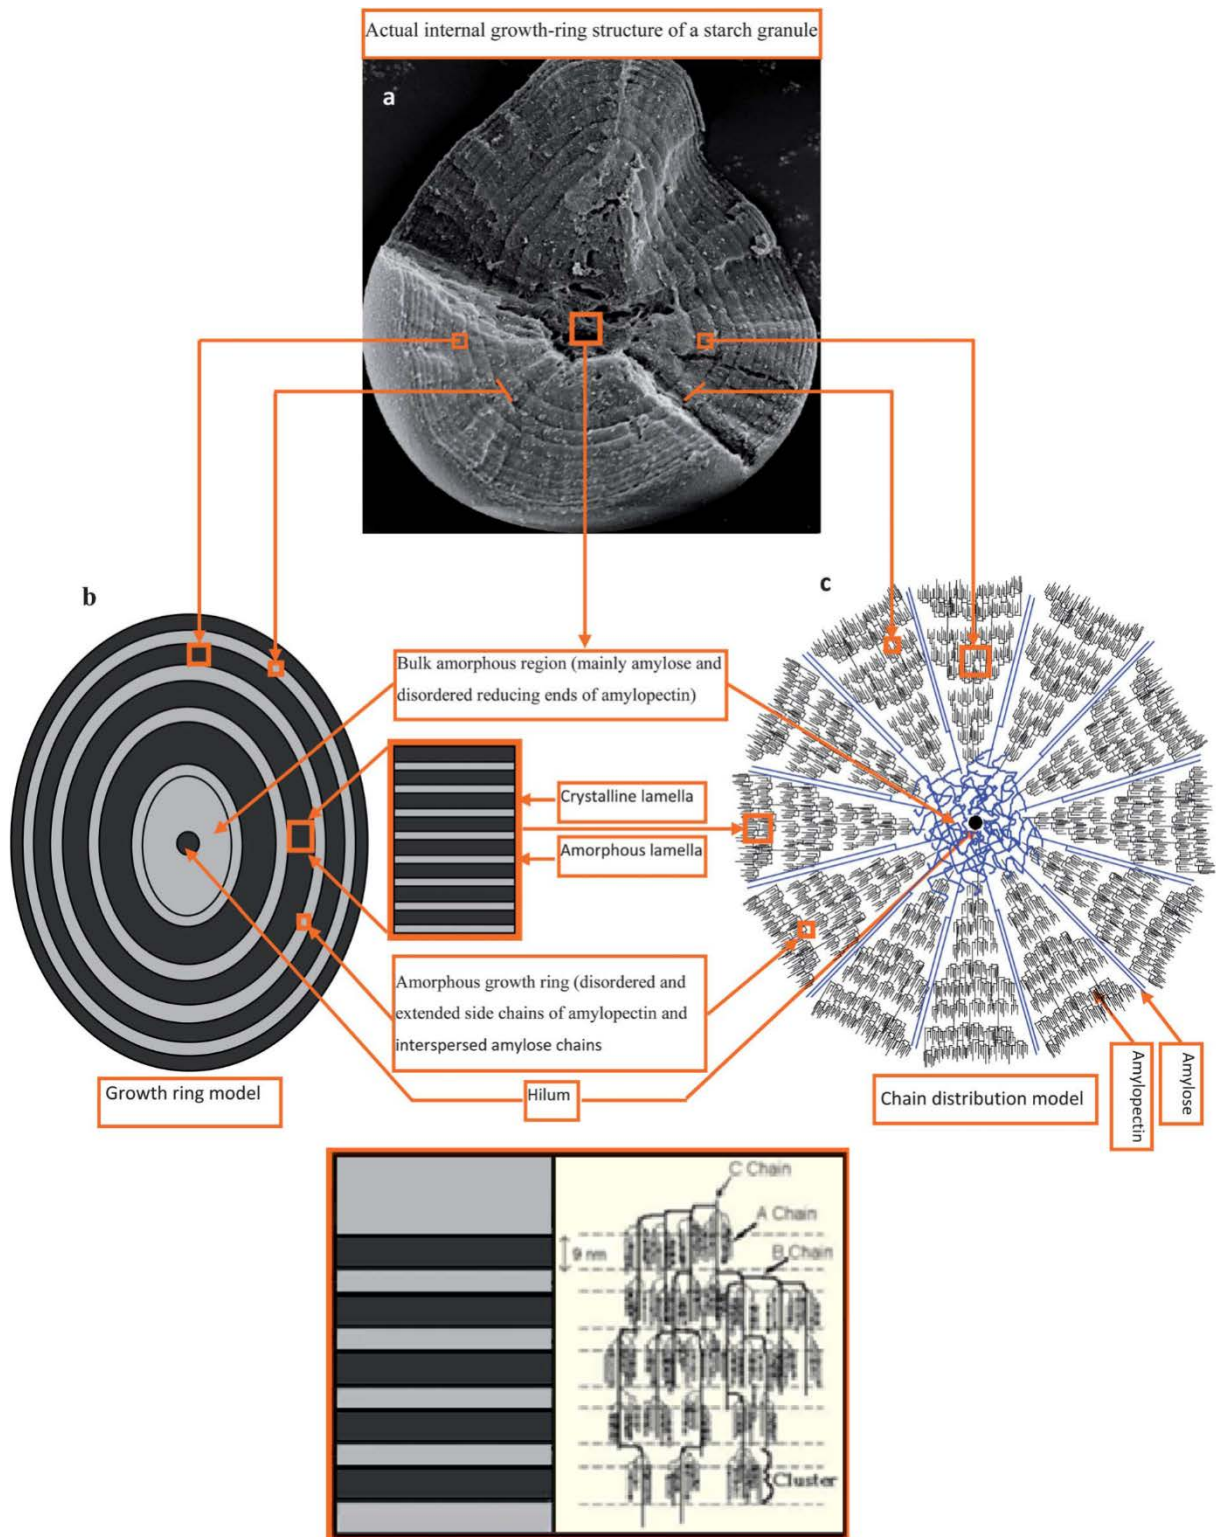 Actual internal growth-ring structure of a starch granule
a
b
c
Bulk amorphous region (mainly amylose and
disordered reducing ends of amylopectin)
Crystalline lamella
Amorphous lamella
Amorphous growth ring (disordered and
extended side chains of amylopectin and
interspersed amylose chains
Growth ring model
Hilum
Chain distribution model
Amylopectin
Amylose
C Chain
A Chain
9 nm
B Chain
Cluster